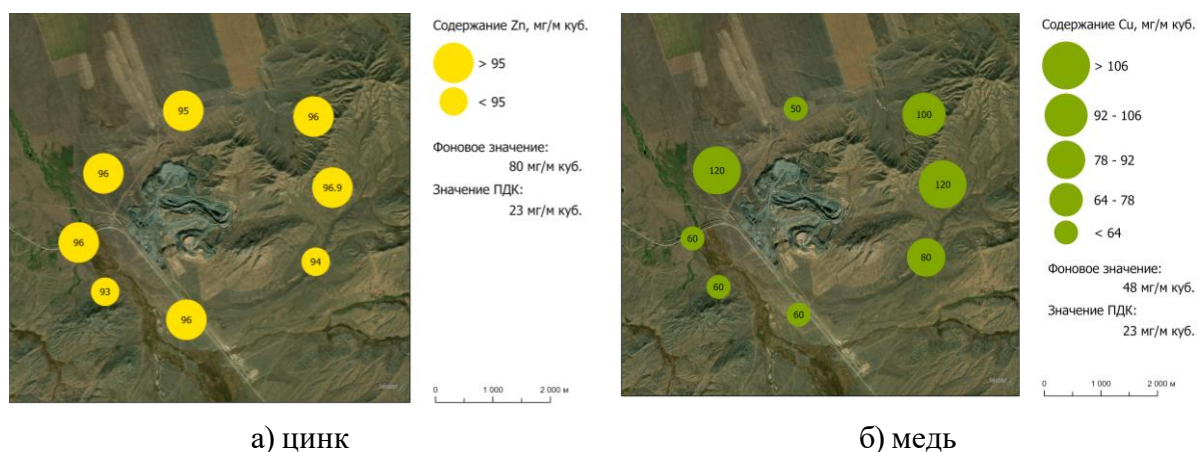 Содержание Zn, мг/м куб.
> 95
< 95
Фоновое значение:
80 мг/м куб.
Значение ПДК:
23 мг/м куб.
0 1 000 2 000 м
95
96
96
96.9
96
94
93
96
а) цинк
Содержание Cu, мг/м куб.
> 106
92 - 106
78 - 92
64 - 78
< 64
Фоновое значение:
48 мг/м куб.
Значение ПДК:
23 мг/м куб.
0 1 000 2 000 м
50
100
120
120
60
80
60
60
б) медь